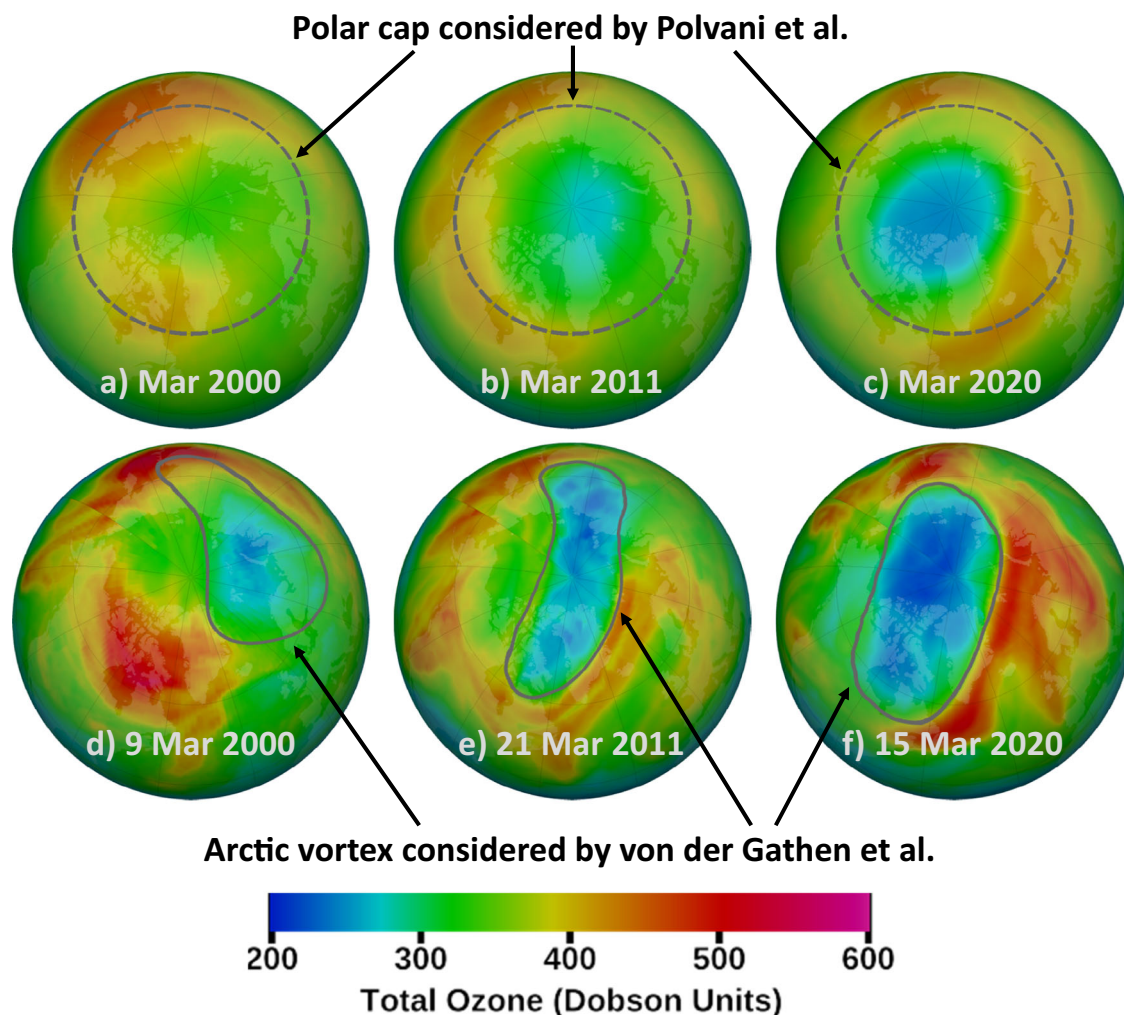 Polar cap considered by Polvani et al.
a) Mar 2000
b) Mar 2011
c) Mar 2020
d) 9 Mar 2000
e) 21 Mar 2011
f) 15 Mar 2020
Arctic vortex considered by von der Gathen et al.
200 300 400 500 600
Total Ozone (Dobson Units)